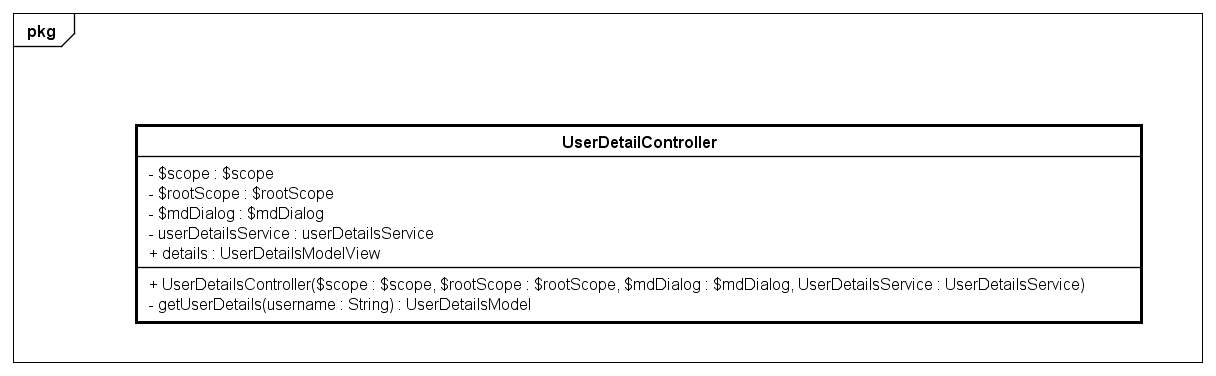 pkg
UserDetailController
- $scope : $scope
- $rootScope : $rootScope
- $mdDialog : $mdDialog
- userDetailsService : userDetailsService
+ details : UserDetailsModelView
+ UserDetailsController($scope : $scope, $rootScope : $rootScope, $mdDialog : $mdDialog, UserDetailsService : UserDetailsService)
- getUserDetails(username : String) : UserDetailsModel